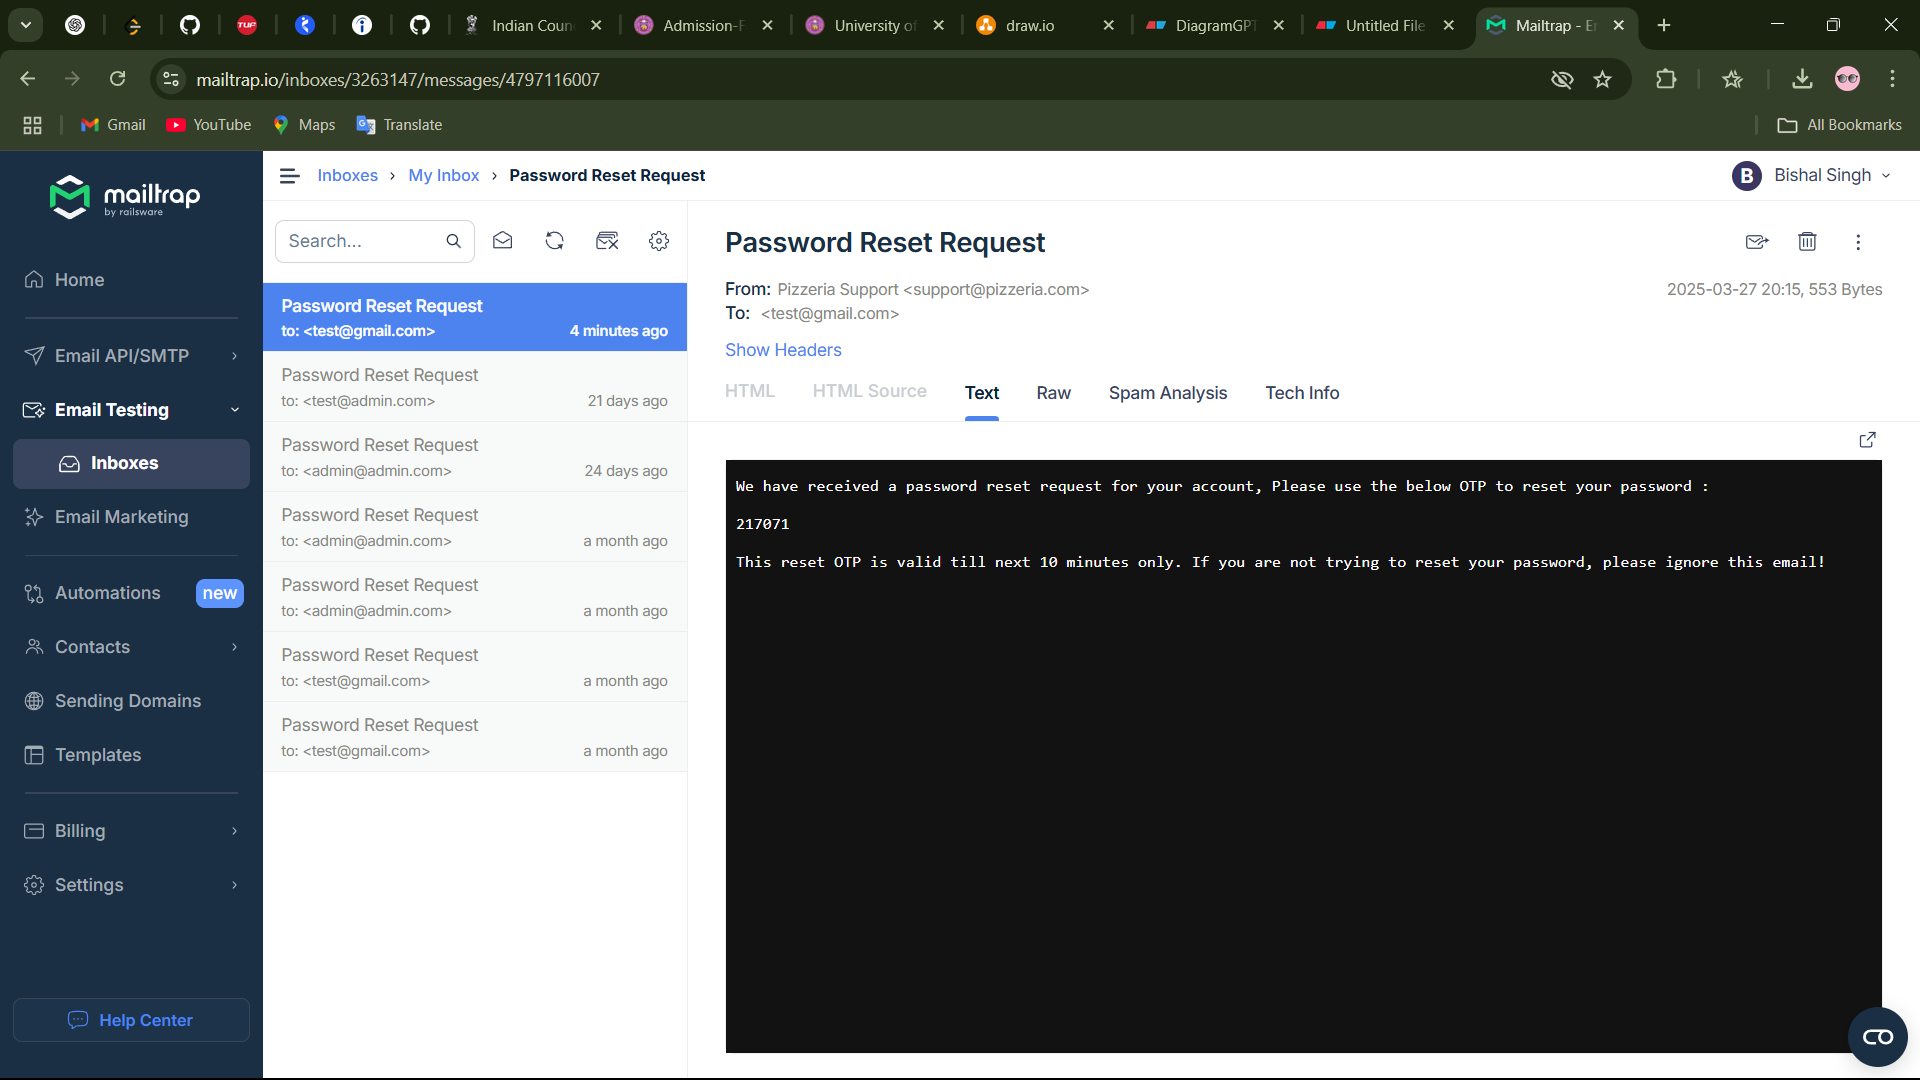 Indian Coun
Admission-F
University of
draw.io
DiagramGPT
Untitled File
Mailtrap - Em
mailtrap.io/inboxes/3263147/messages/4797116007
Gmail
YouTube
Maps
Translate
All Bookmarks
mailtrap
by railsware
Home
Email API/SMTP
Email Testing
Inboxes
Email Marketing
Automations new
Contacts
Sending Domains
Templates
Billing
Settings
Help Center
Inboxes › My Inbox › Password Reset Request
B Bishal Singh
Search...
Password Reset Request
to: <test@gmail.com> 4 minutes ago
Password Reset Request
to: <test@admin.com> 21 days ago
Password Reset Request
to: <admin@admin.com> 24 days ago
Password Reset Request
to: <admin@admin.com> a month ago
Password Reset Request
to: <admin@admin.com> a month ago
Password Reset Request
to: <test@gmail.com> a month ago
Password Reset Request
to: <test@gmail.com> a month ago
Password Reset Request
From: Pizzeria Support <support@pizzeria.com> 2025-03-27 20:15, 553 Bytes
To: <test@gmail.com>
Show Headers
HTML HTML Source Text Raw Spam Analysis Tech Info
We have received a password reset request for your account, Please use the below OTP to reset your password :
217071
This reset OTP is valid till next 10 minutes only. If you are not trying to reset your password, please ignore this email!